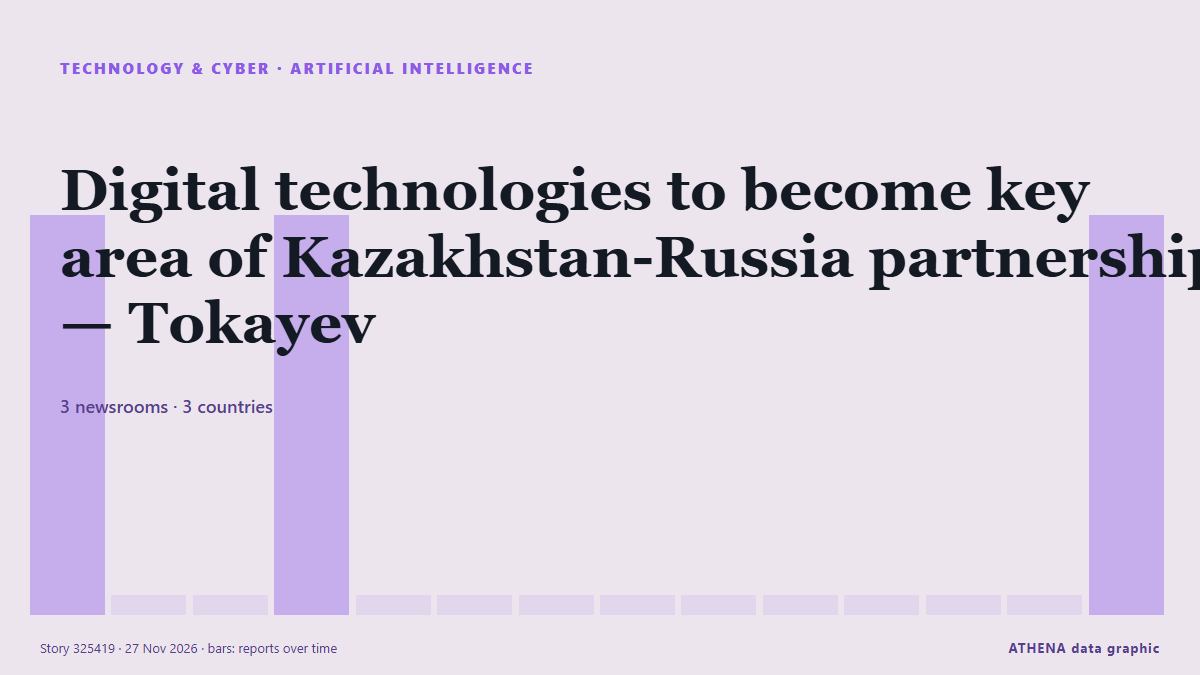 TECHNOLOGY & CYBER · ARTIFICIAL INTELLIGENCE
Digital technologies to become key
area of Kazakhstan-Russia partnership
— Tokayev
3 newsrooms · 3 countries
Story 325419 · 27 Nov 2026 · bars: reports over time
ATHENA data graphic